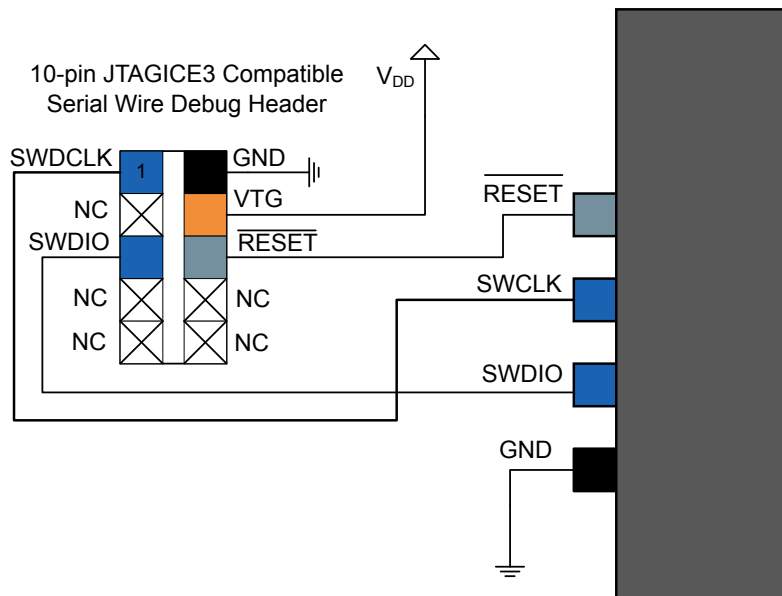 10-pin JTAGICE3 Compatible
Serial Wire Debug Header
VDD
SWDCLK
1
GND
NC
VTG
SWDIO
RESET
NC
NC
NC
NC
RESET
SWCLK
SWDIO
GND